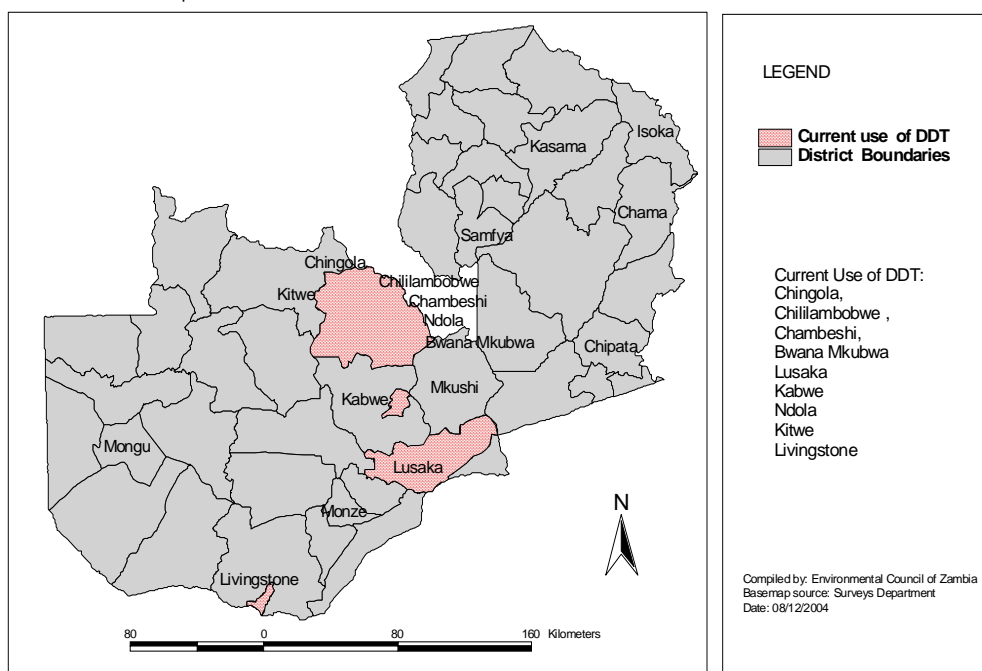 Isoka
Kasama
Chama
Samfya
Chingola
Chililambobwe
Kitwe
Chambeshi
Ndola
Bwana Mkubwa
Chipata
Mkushi
Kabwe
Mongu
Lusaka
Monze
Livingstone
N
80 0 80 160 Kilometers
LEGEND
Current use of DDT
District Boundaries
Current Use of DDT:
Chingola,
Chililambobwe ,
Chambeshi,
Bwana Mkubwa
Lusaka
Kabwe
Ndola
Kitwe
Livingstone
Compiled by: Environmental Council of Zambia
Basemap source: Surveys Department
Date: 08/12/2004